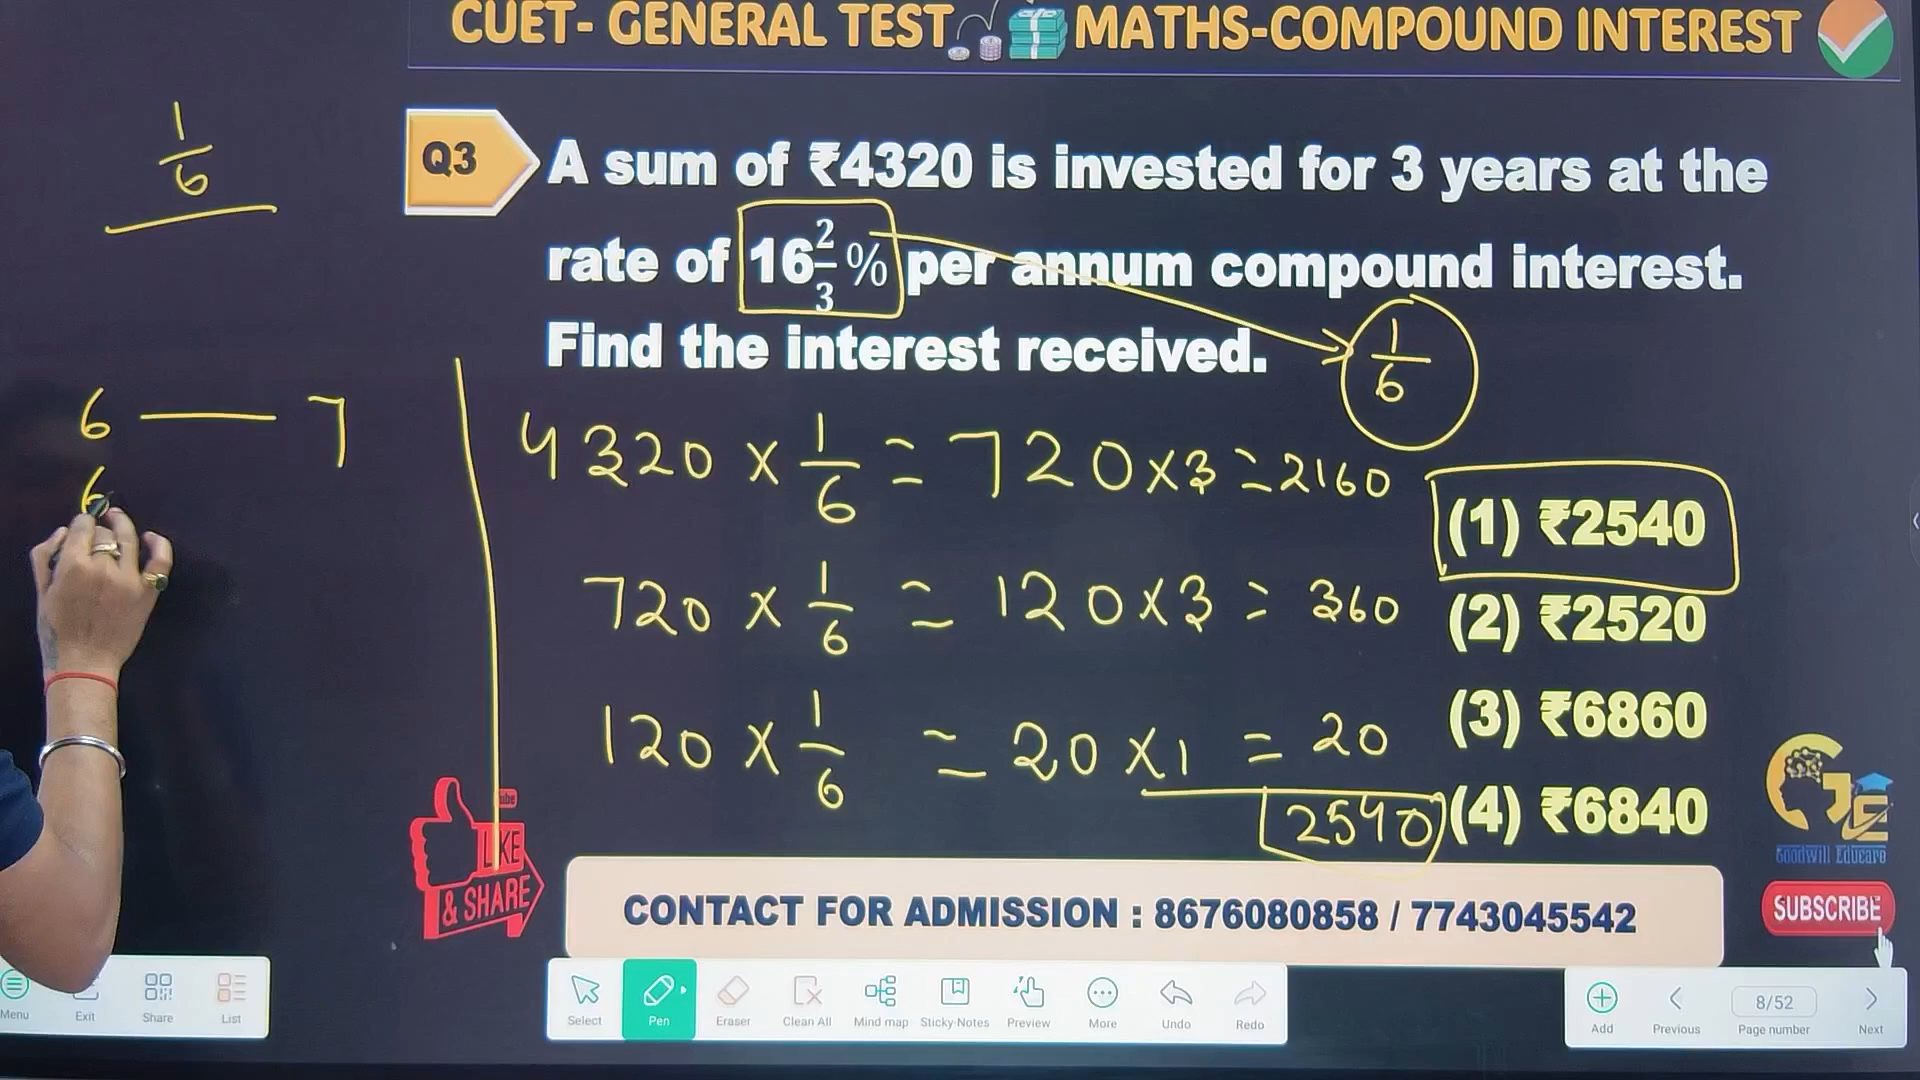 CUET- GENERAL TEST MATHS-COMPOUND INTEREST
Q3 A sum of ₹4320 is invested for 3 years at the
rate of 16 2/3 % per annum compound interest.
Find the interest received.
1/6
1/6
6 — 7
6
4320 × 1/6 = 720 × 3 = 2160
720 × 1/6 = 120 × 3 = 360
120 × 1/6 = 20 × 1 = 20
2540
(1) ₹2540
(2) ₹2520
(3) ₹6860
(4) ₹6840
LIKE
& SHARE
GE
Goodwill Educare
SUBSCRIBE
CONTACT FOR ADMISSION : 8676080858 / 7743045542
Menu Exit Share List
Select Pen Eraser Clean All Mind map Sticky-Notes Preview More Undo Redo
Add Previous 8/52 Page number Next